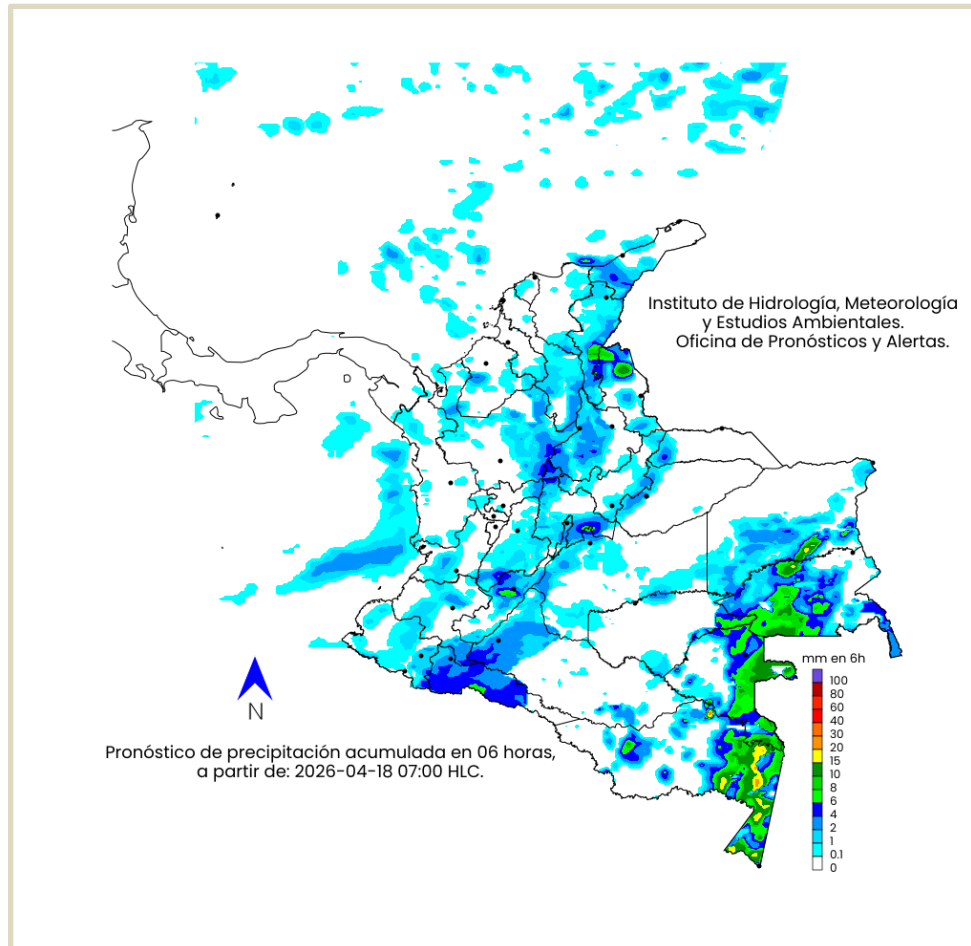 Instituto de Hidrología, Meteorología
y Estudios Ambientales.
Oficina de Pronósticos y Alertas.
mm en 6h
100
80
60
40
30
20
15
10
8
6
4
2
1
0.1
0
N
Pronóstico de precipitación acumulada en 06 horas,
a partir de: 2026-04-18 07:00 HLC.